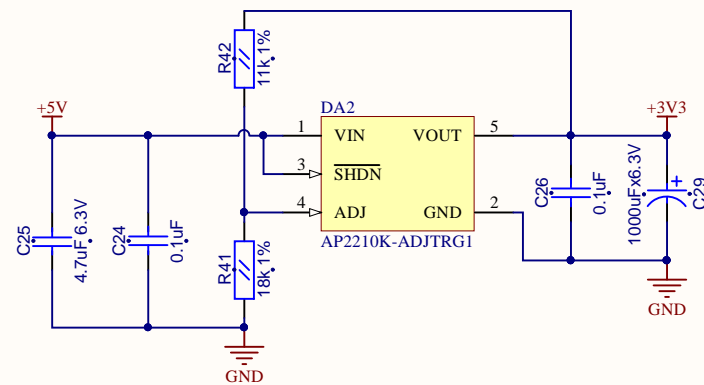 R42
11k 1%
DA2
+5V
+3V3
1
VIN
VOUT
5
3
SHDN
4
ADJ
GND
2
AP2210K-ADJTRG1
C25
4.7uF 6.3V
C24
0.1uF
R41
18k 1%
C26
0.1uF
1000uFx6.3V
+
C29
GND
GND